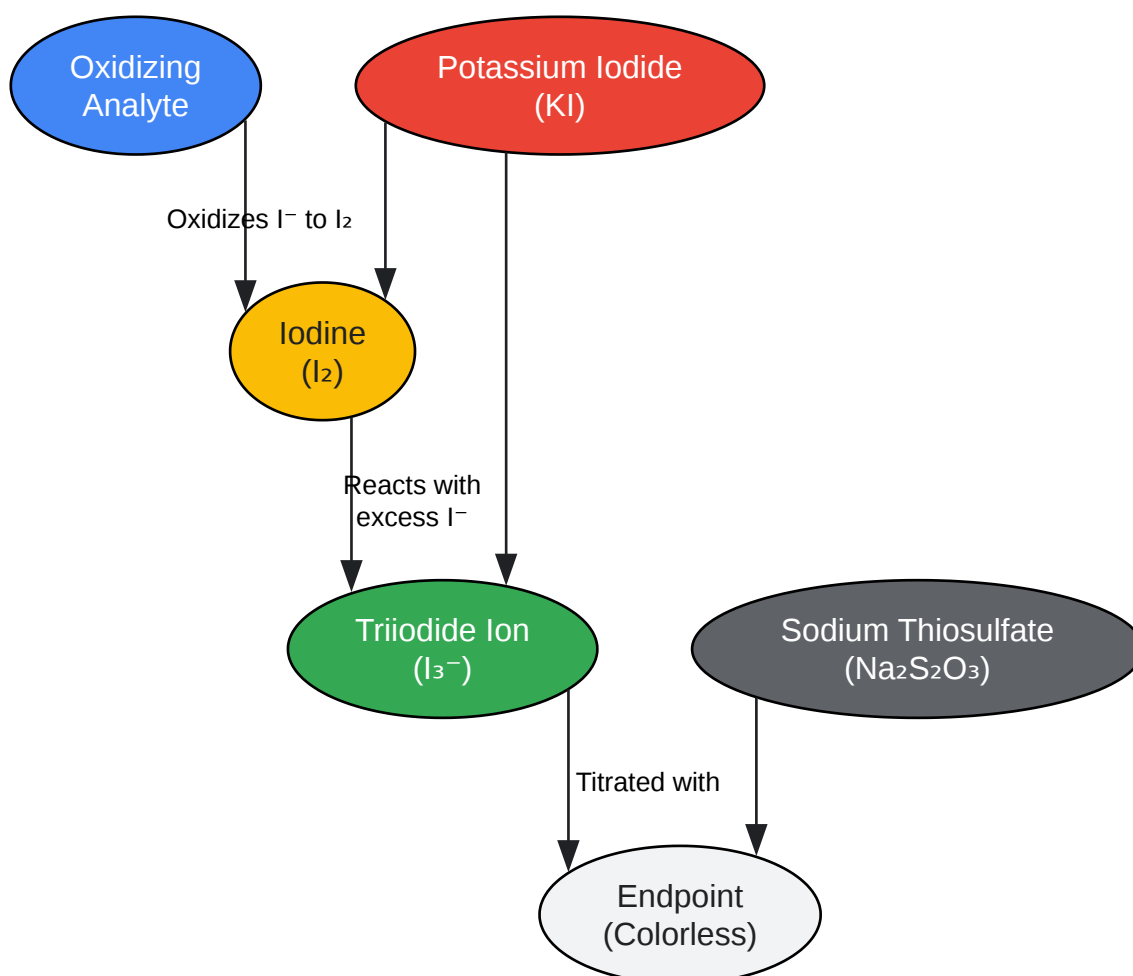 Oxidizing
Analyte
Potassium Iodide
(KI)
Oxidizes I⁻ to I₂
Iodine
(I₂)
Reacts with
excess I⁻
Triiodide Ion
(I₃⁻)
Sodium Thiosulfate
(Na₂S₂O₃)
Titrated with
Endpoint
(Colorless)